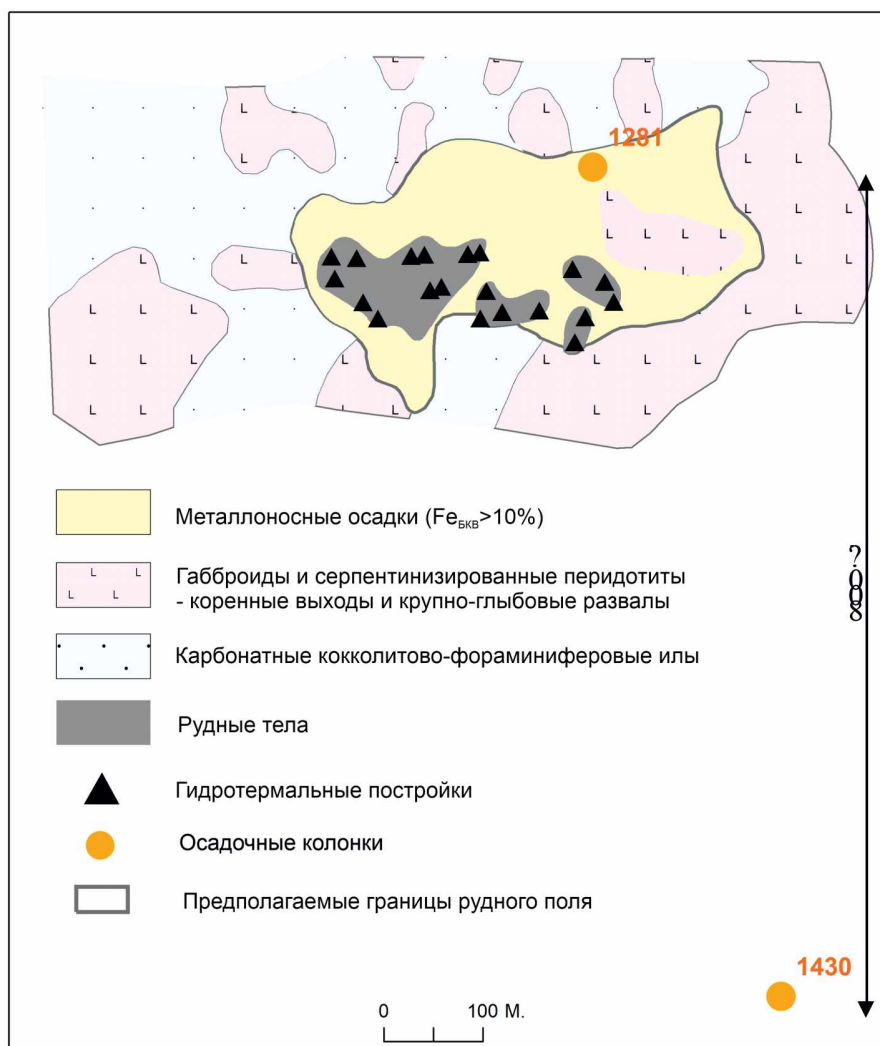 1281
Металлоносные осадки (Feбкв>10%)
Габброиды и серпентинизированные перидотиты
- коренные выходы и крупно-глыбовые развалы
Карбонатные кокколитово-фораминиферовые илы
Рудные тела
Гидротермальные постройки
Осадочные колонки
Предполагаемые границы рудного поля
1430
0 100 М.